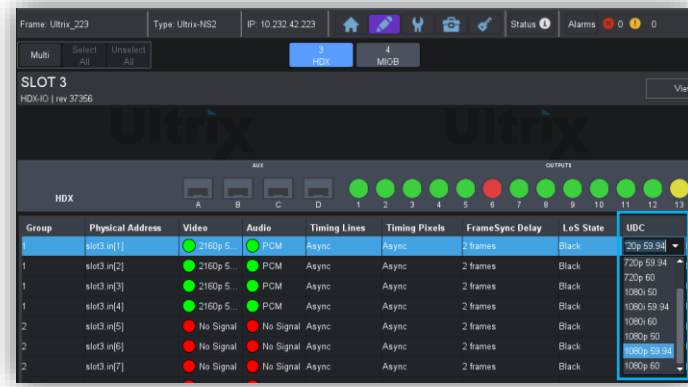 Frame: Ultrix_223 Type: Ultrix-NS2 IP: 10.232.42.223 Status Alarms 0 0
Multi Select All Unselect All 3 HDX 4 MIOB
SLOT 3
HDX-IO | rev 37356
Ultrix Ultrix
AUX OUTPUTS
HDX
A B C D 1 2 3 4 5 6 7 8 9 10 11 12 13
Group Physical Address Video Audio Timing Lines Timing Pixels FrameSync Delay LoS State UDC
1 slot3.in[1] 2160p 5... PCM Async Async 2 frames Black 20p 59.94
1 slot3.in[2] 2160p 5... PCM Async Async 2 frames Black 720p 59.94
720p 60
1 slot3.in[3] 2160p 5... PCM Async Async 2 frames Black 1080i 50
1 slot3.in[4] 2160p 5... PCM Async Async 2 frames Black 1080i 59.94
2 slot3.in[5] No Signal No Signal Async Async 2 frames Black 1080i 60
2 slot3.in[6] No Signal No Signal Async Async 2 frames Black 1080p 50
1080p 59.94
2 slot3.in[7] No Signal No Signal Async Async 2 frames Black 1080p 60